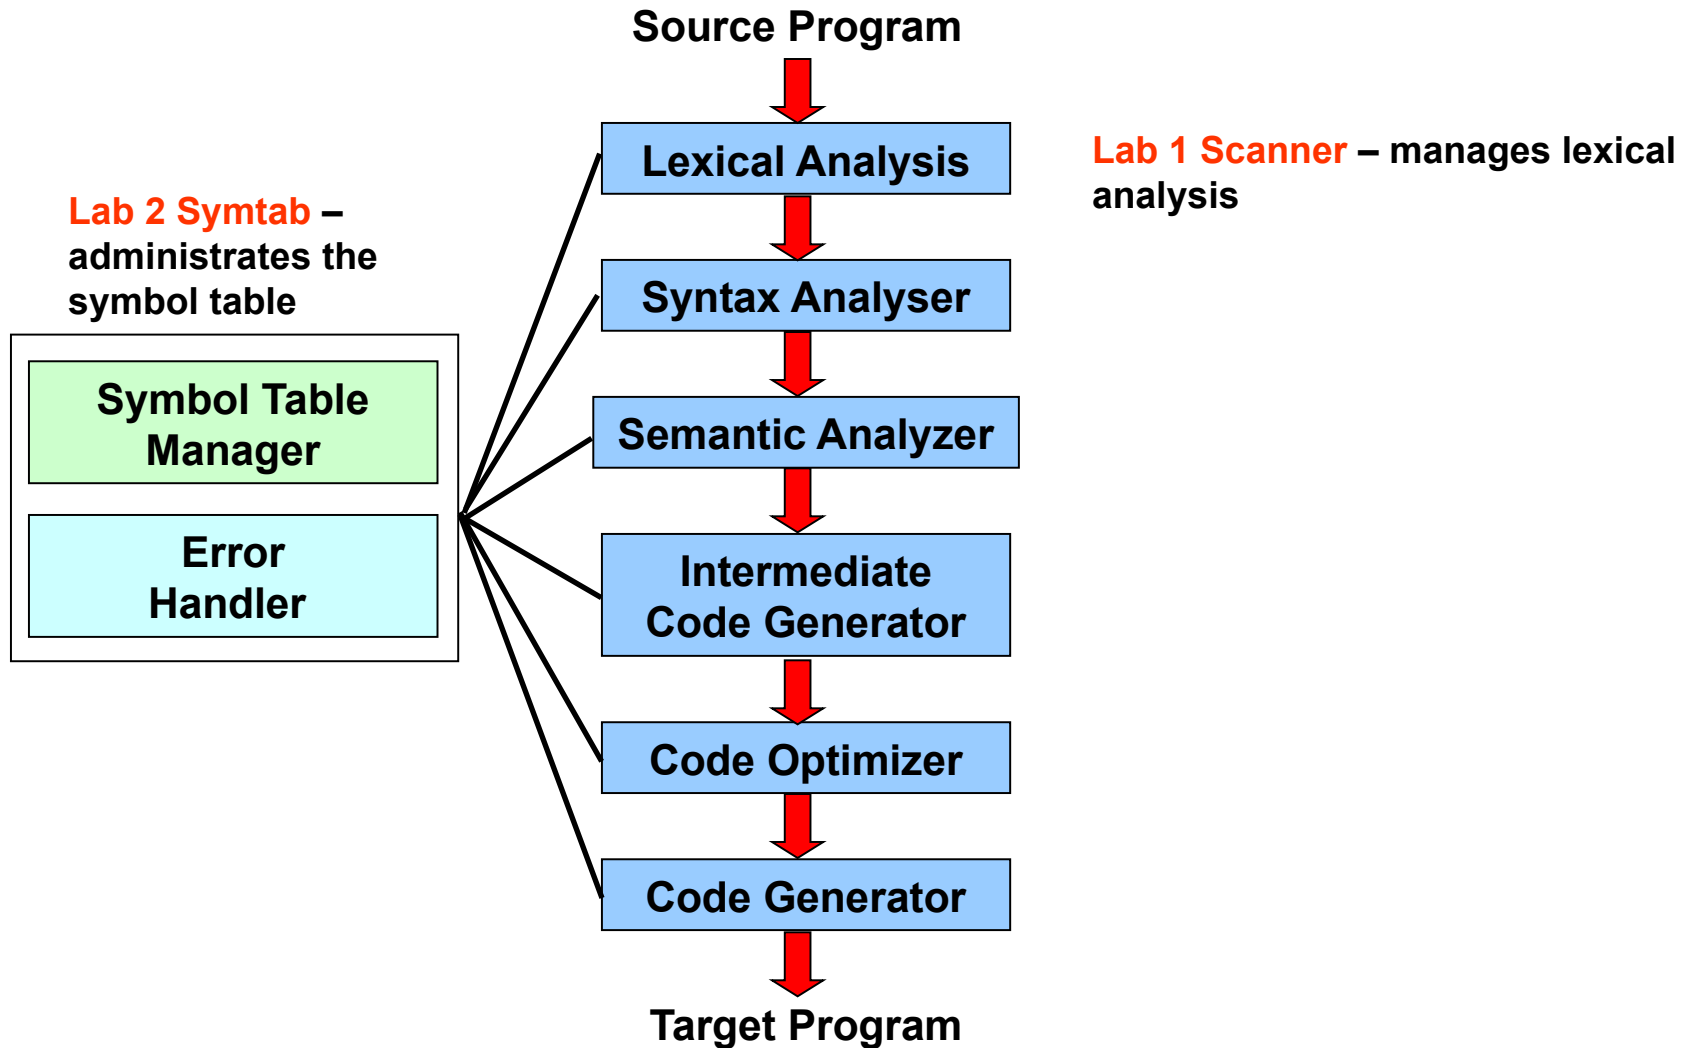 Source Program
Lexical Analysis
Lab 1 Scanner – manages lexical
analysis
Lab 2 Symtab –
administrates the
symbol table
Syntax Analyser
Symbol Table
Manager
Semantic Analyzer
Error
Handler
Intermediate
Code Generator
Code Optimizer
Code Generator
Target Program